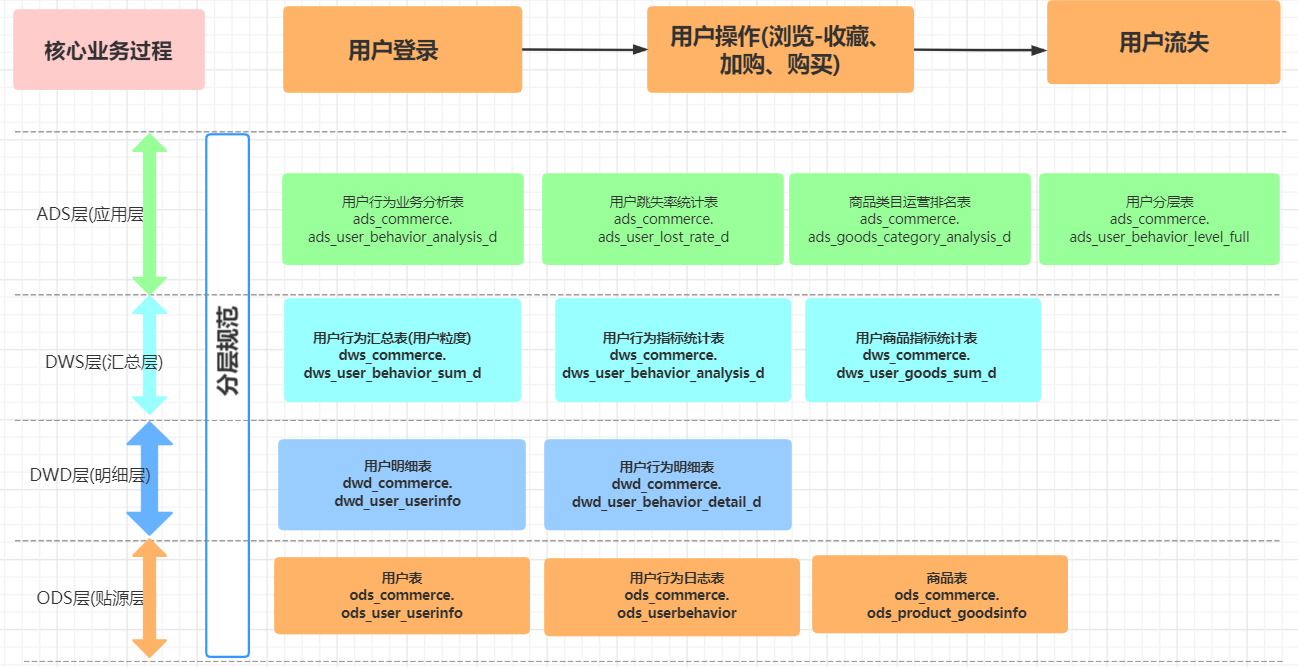 核心业务过程
用户登录
用户操作(浏览-收藏、
加购、购买)
用户流失
分层规范
ADS层(应用层
用户行为业务分析表
ads_commerce.
ads_user_behavior_analysis_d
用户跳失率统计表
ads_commerce.
ads_user_lost_rate_d
商品类目运营排名表
ads_commerce.
ads_goods_category_analysis_d
用户分层表
ads_commerce.
ads_user_behavior_level_full
DWS层(汇总层)
用户行为汇总表(用户粒度)
dws_commerce.
dws_user_behavior_sum_d
用户行为指标统计表
dws_commerce.
dws_user_behavior_analysis_d
用户商品指标统计表
dws_commerce.
dws_user_goods_sum_d
DWD层(明细层)
用户明细表
dwd_commerce.
dwd_user_userinfo
用户行为明细表
dwd_commerce.
dwd_user_behavior_detail_d
ODS层(贴源层
用户表
ods_commerce.
ods_user_userinfo
用户行为日志表
ods_commerce.
ods_userbehavior
商品表
ods_commerce.
ods_product_goodsinfo